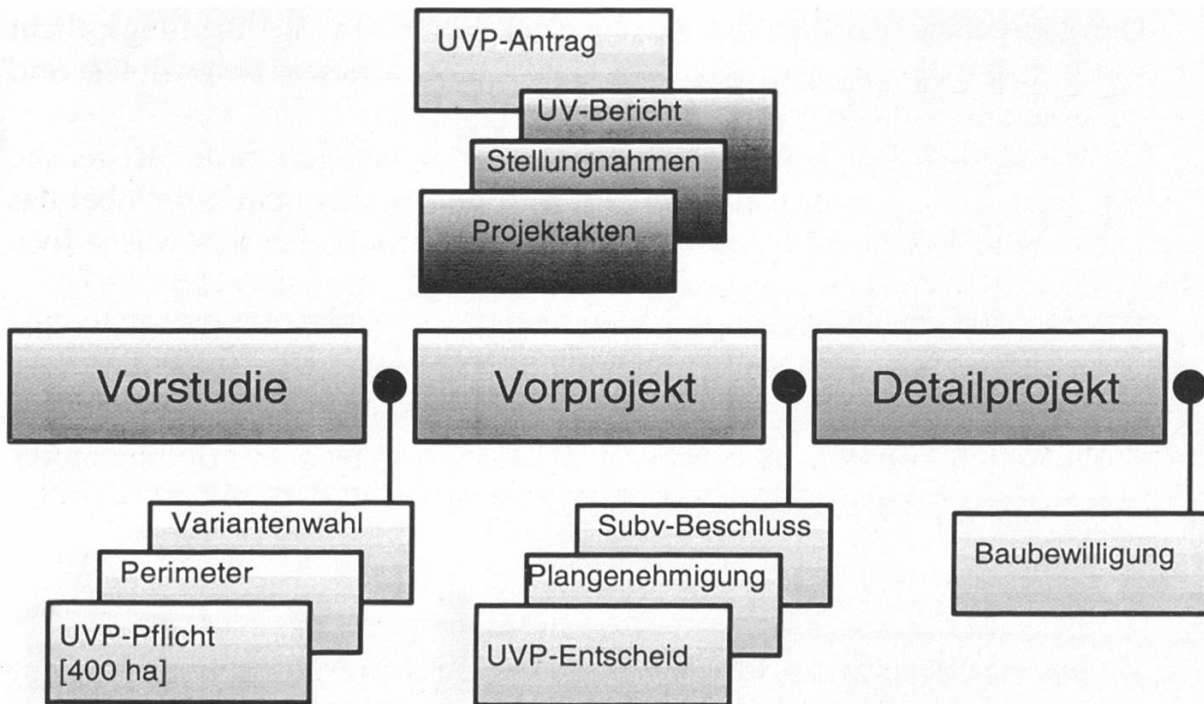 UVP-Antrag
UV-Bericht
Stellungnahmen
Projektakten
Vorstudie
Vorprojekt
Detailprojekt
Variantenwahl
Perimeter
UVP-Pflicht
[400 ha]
Subv-Beschluss
Plangenehmigung
UVP-Entscheid
Baubewilligung